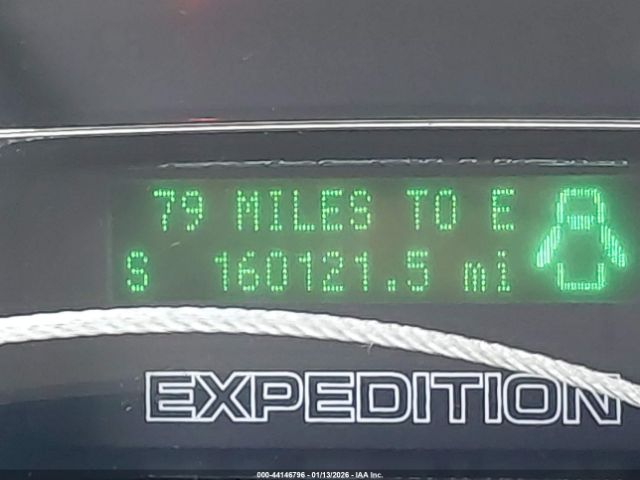 79 MILES TO E
S 160121.5 mi
EXPEDITION
000-44146796 - 01/13/2026 - IAA Inc.